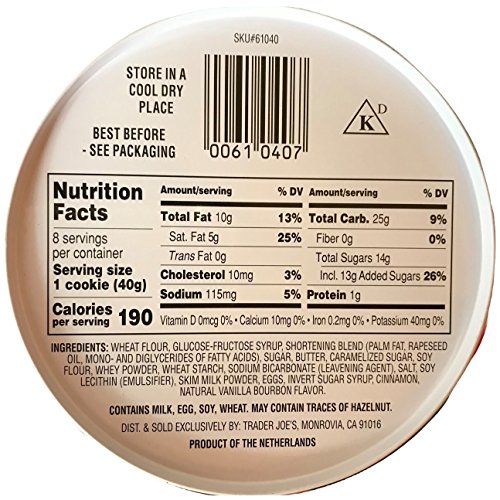 SKU#61040
STORE IN A
COOL DRY
PLACE
BEST BEFORE
- SEE PACKAGING
0061 0407
K D
Nutrition
Facts
8 servings
per container
Serving size
1 cookie (40g)
Calories
per serving 190
Amount/serving % DV
Total Fat 10g 13%
Sat. Fat 5g 25%
Trans Fat 0g
Cholesterol 10mg 3%
Sodium 115mg 5%
Amount/serving % DV
Total Carb. 25g 9%
Fiber 0g 0%
Total Sugars 14g
Incl. 13g Added Sugars 26%
Protein 1g
Vitamin D 0mcg 0% • Calcium 10mg 0% • Iron 0.2mg 0% • Potassium 40mg 0%
INGREDIENTS: WHEAT FLOUR, GLUCOSE-FRUCTOSE SYRUP, SHORTENING BLEND (PALM FAT, RAPESEED
OIL, MONO- AND DIGLYCERIDES OF FATTY ACIDS), SUGAR, BUTTER, CARAMELIZED SUGAR, SOY
FLOUR, WHEY POWDER, WHEAT STARCH, SODIUM BICARBONATE (LEAVENING AGENT), SALT, SOY
LECITHIN (EMULSIFIER), SKIM MILK POWDER, EGGS, INVERT SUGAR SYRUP, CINNAMON,
NATURAL VANILLA BOURBON FLAVOR.
CONTAINS MILK, EGG, SOY, WHEAT. MAY CONTAIN TRACES OF HAZELNUT.
DIST. & SOLD EXCLUSIVELY BY: TRADER JOE'S, MONROVIA, CA 91016
PRODUCT OF THE NETHERLANDS